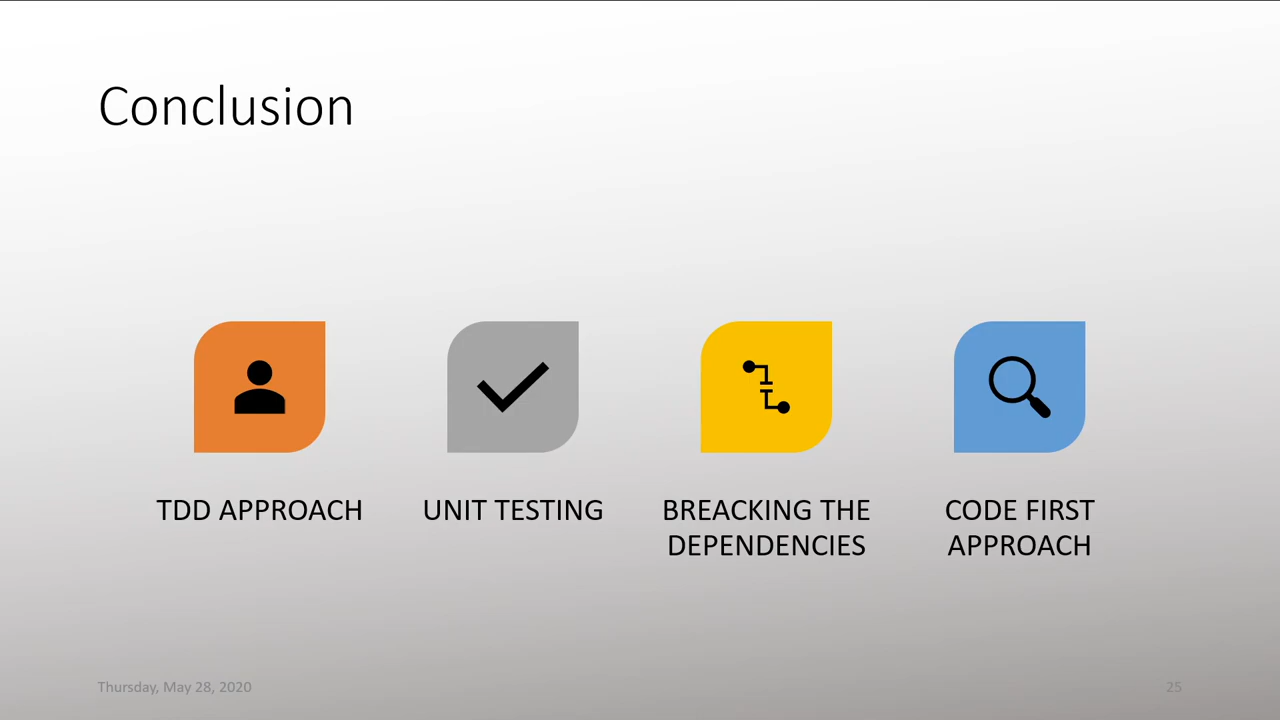 Conclusion
TDD APPROACH
UNIT TESTING
BREACKING THE
DEPENDENCIES
CODE FIRST
APPROACH
Thursday, May 28, 2020
25